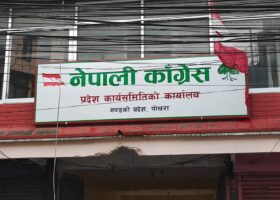 नेपाली काँग्रेस
प्रदेश कार्यसमितिको कार्यालय
गण्डकी प्रदेश, पोखरा